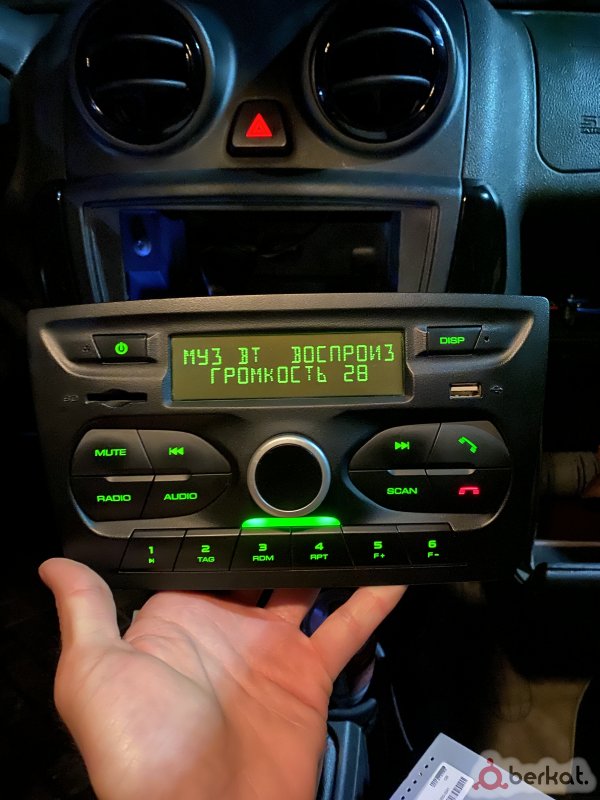 DISP
МУЗ BT ВОСПРОИЗ
ГРОМКОСТЬ 28
MUTE
RADIO
AUDIO
SCAN
1
2
TAG
3
RDM
4
RPT
5
F+
6
F-
berkat.